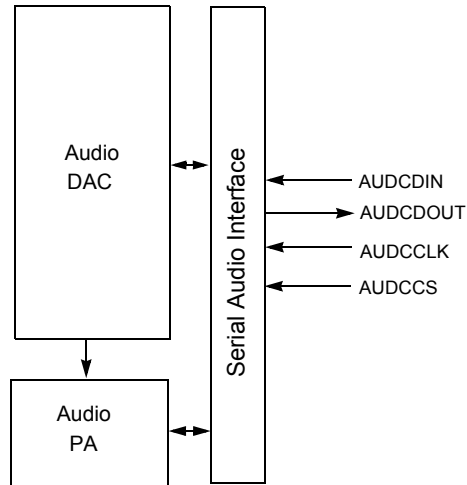 Audio
DAC
Serial Audio Interface
AUDCDIN
AUDCDOUT
AUDCCLK
AUDCCS
Audio
PA